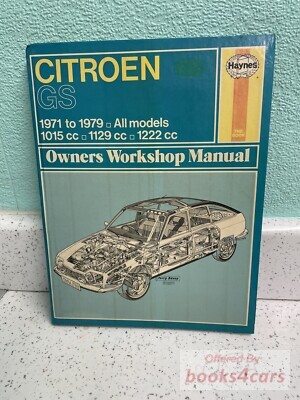 CITROEN
GS
Haynes
1971 to 1979 □ All models
1015 cc □ 1129 cc □ 1222 cc
Owners Workshop Manual
Offered By
books4cars